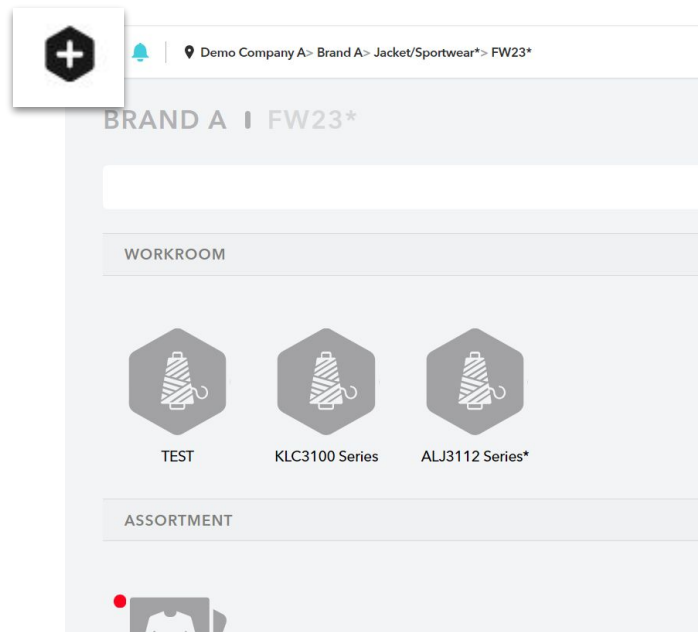 Demo Company A> Brand A> Jacket/Sportwear*> FW23*
BRAND A I FW23*
WORKROOM
TEST
KLC3100 Series
ALJ3112 Series*
ASSORTMENT